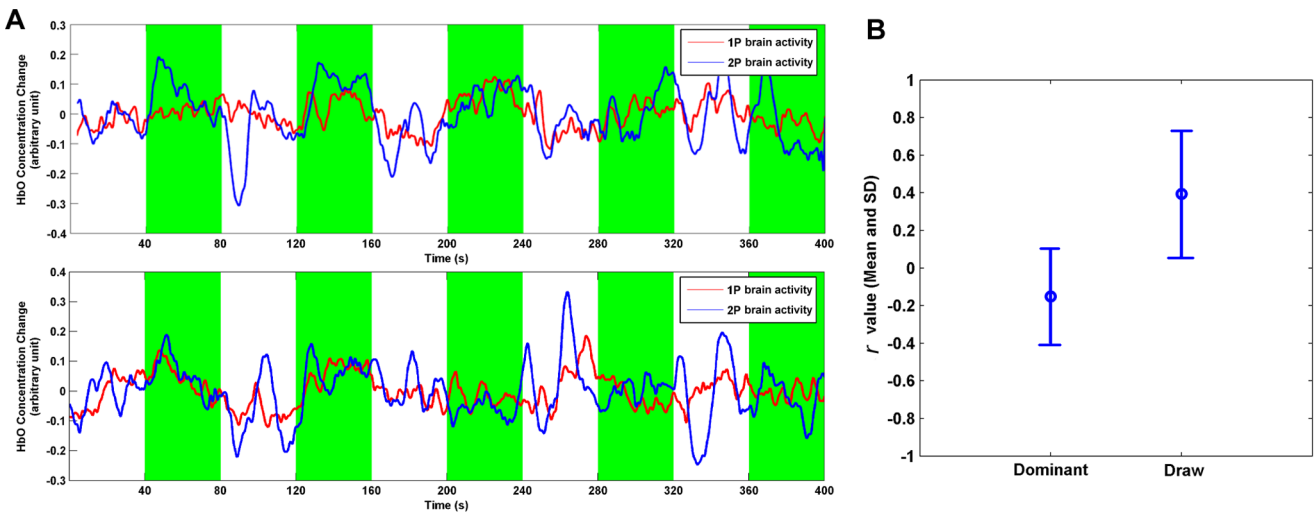 A
HbO Concentration Change
(arbitrary unit)
0.3
0.2
0.1
0
-0.1
-0.2
-0.3
-0.4
1P brain activity
2P brain activity
40 80 120 160 200 240 280 320 360 400
Time (s)
HbO Concentration Change
(arbitrary unit)
0.4
0.3
0.2
0.1
0
-0.1
-0.2
-0.3
1P brain activity
2P brain activity
40 80 120 160 200 240 280 320 360 400
Time (s)
B
r value (Mean and SD)
1
0.8
0.6
0.4
0.2
0
-0.2
-0.4
-0.6
-0.8
-1
Dominant Draw